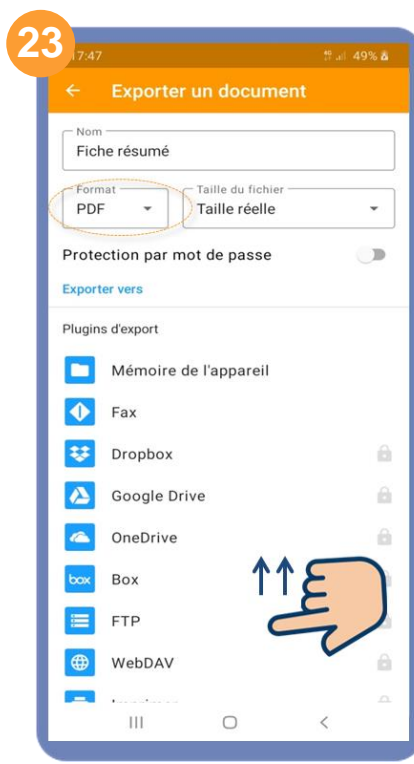 23
17:47
49%
Exporter un document
Nom
Fiche résumé
Format
Taille du fichier
PDF
Taille réelle
Protection par mot de passe
Exporter vers
Plugins d'export
Mémoire de l'appareil
Fax
Dropbox
Google Drive
OneDrive
box
Box
FTP
WebDAV